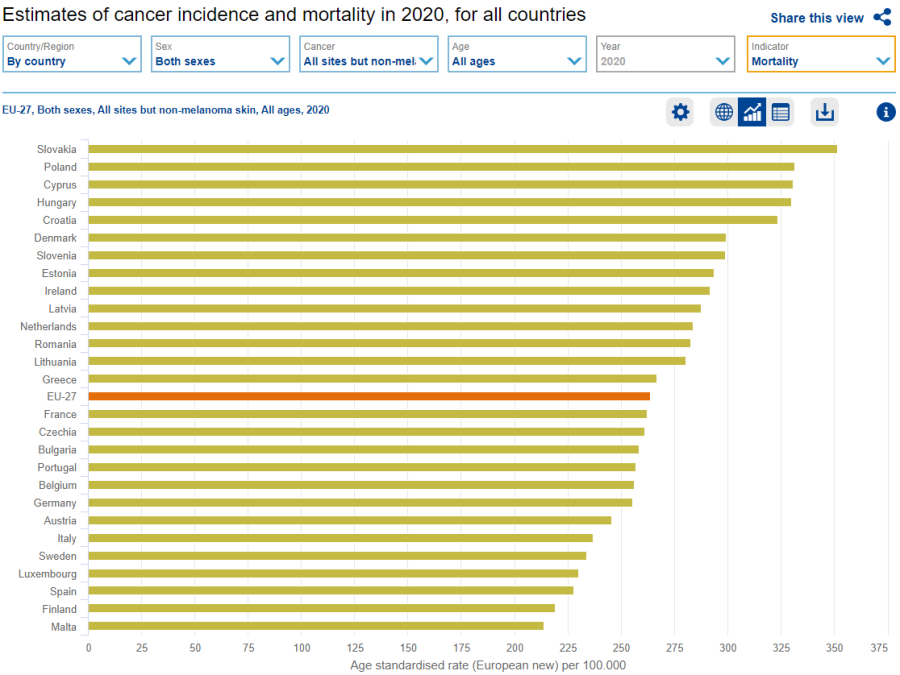 Estimates of cancer incidence and mortality in 2020, for all countries
Share this view
Country/Region
By country
Sex
Both sexes
Cancer
All sites but non-mel
Age
All ages
Year
2020
Indicator
Mortality
EU-27, Both sexes, All sites but non-melanoma skin, All ages, 2020
Slovakia
Poland
Cyprus
Hungary
Croatia
Denmark
Slovenia
Estonia
Ireland
Latvia
Netherlands
Romania
Lithuania
Greece
EU-27
France
Czechia
Bulgaria
Portugal
Belgium
Germany
Austria
Italy
Sweden
Luxembourg
Spain
Finland
Malta
0 25 50 75 100 125 150 175 200 225 250 275 300 325 350 375
Age standardised rate (European new) per 100.000